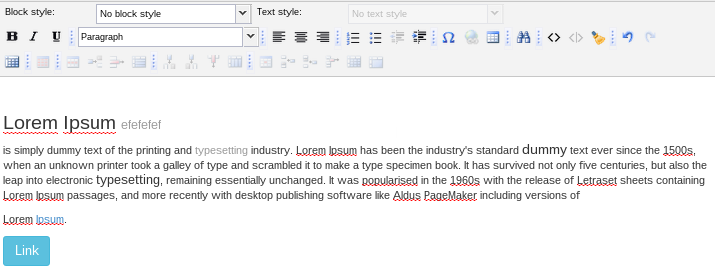 Block style: No block style Text style: No text style
B I U Paragraph
Lorem Ipsum efefefef
is simply dummy text of the printing and typesetting industry. Lorem Ipsum has been the industry's standard dummy text ever since the 1500s,
when an unknown printer took a galley of type and scrambled it to make a type specimen book. It has survived not only five centuries, but also the
leap into electronic typesetting, remaining essentially unchanged. It was popularised in the 1960s with the release of Letraset sheets containing
Lorem Ipsum passages, and more recently with desktop publishing software like Aldus PageMaker including versions of
Lorem Ipsum.
Link